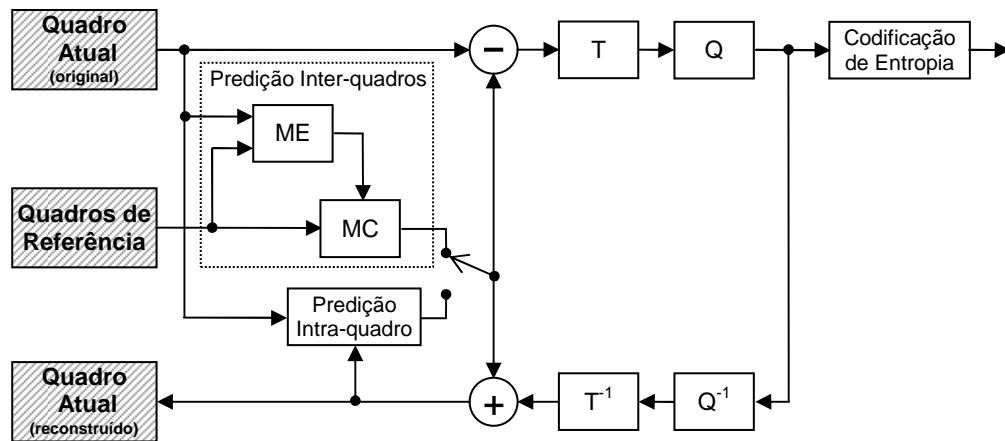 Quadro
Atual
(original)
−
T
Q
Codificação
de Entropia
Predição Inter-quadros
ME
Quadros de
Referência
MC
Predição
Intra-quadro
Quadro
Atual
(reconstruído)
+
T-1
Q-1